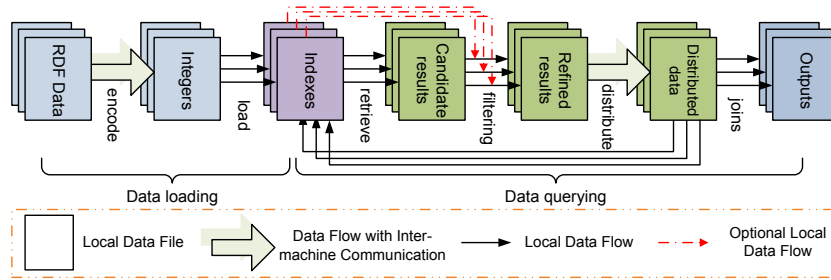 RDF Data
encode
Integers
load
Indexes
retrieve
Candidate
results
filtering
Refined
results
distribute
Distributed
data
joins
Outputs
Data loading
Data querying
Local Data File
Data Flow with Inter-
machine Communication
Local Data Flow
Optional Local
Data Flow